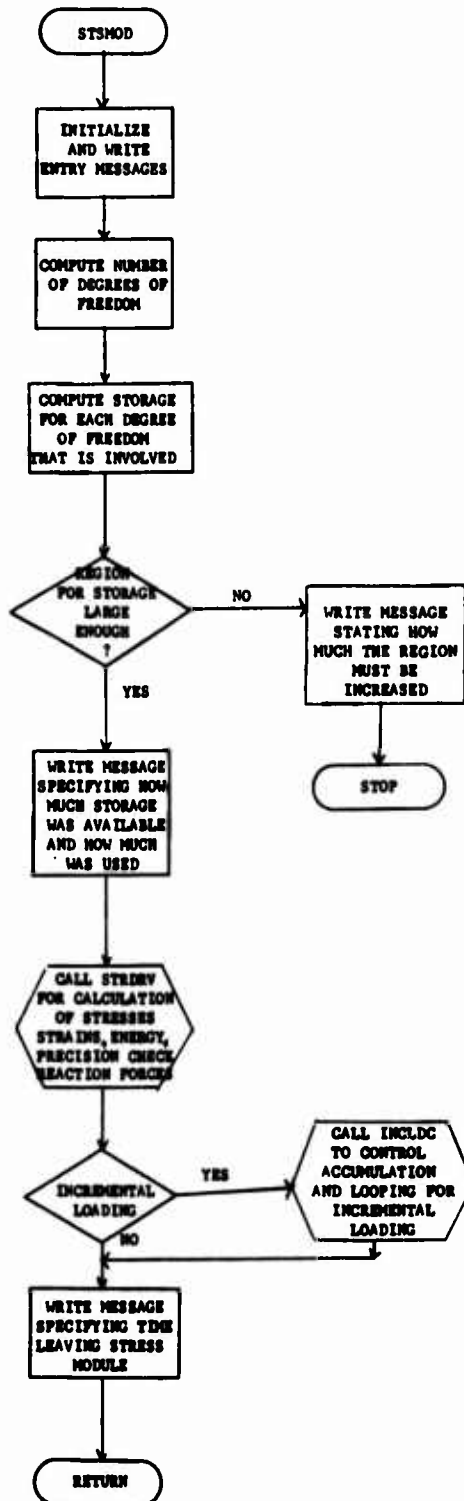 STSMOD
INITIALIZE
AND WRITE
ENTRY MESSAGES
COMPUTE NUMBER
OF DEGREES OF
FREEDOM
COMPUTE STORAGE
FOR EACH DEGREE
OF FREEDOM
THAT IS INVOLVED
REGION
FOR STORAGE
LARGE
ENOUGH
?
NO
WRITE MESSAGE
STATING HOW
MUCH THE REGION
MUST BE
INCREASED
STOP
YES
WRITE MESSAGE
SPECIFYING HOW
MUCH STORAGE
WAS AVAILABLE
AND HOW MUCH
WAS USED
CALL STRDRV
FOR CALCULATION
OF STRESSES
STRAINS, ENERGY,
PRECISION CHECK
REACTION FORCES
INCREMENTAL
LOADING
YES
CALL INCLDG
TO CONTROL
ACCUMULATION
AND LOOPING FOR
INCREMENTAL
LOADING
NO
WRITE MESSAGE
SPECIFYING TIME
LEAVING STRESS
MODULE
RETURN